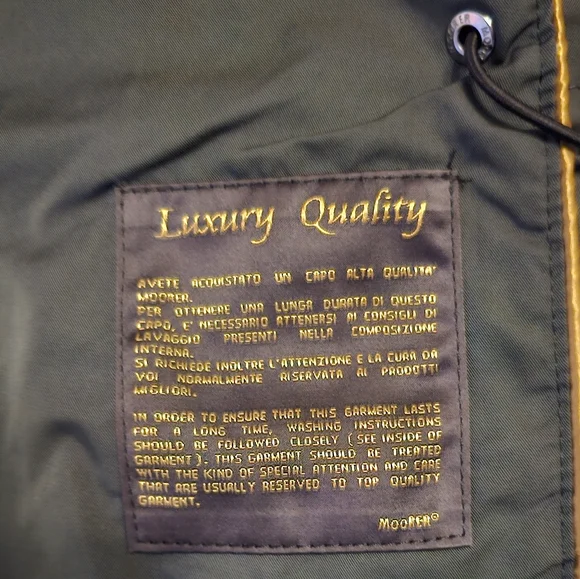 MOORER
Luxury Quality
AVETE ACQUISTATO UN CAPO ALTA QUALITA'
MOORER.
PER OTTENERE UNA LUNGA DURATA DI QUESTO
CAPO, E' NECESSARIO ATTENERSI AI CONSIGLI DI
LAVAGGIO PRESENTI NELLA COMPOSIZIONE
INTERNA.
SI RICHIEDE INOLTRE L'ATTENZIONE E LA CURA DA
VOI NORMALMENTE RISERVATA AI PRODOTTI
MIGLIORI.
IN ORDER TO ENSURE THAT THIS GARMENT LASTS
FOR A LONG TIME, WASHING INSTRUCTIONS
SHOULD BE FOLLOWED CLOSELY (SEE INSIDE OF
GARMENT). THIS GARMENT SHOULD BE TREATED
WITH THE KIND OF SPECIAL ATTENTION AND CARE
THAT ARE USUALLY RESERVED TO TOP QUALITY
GARMENT.
MOORER®